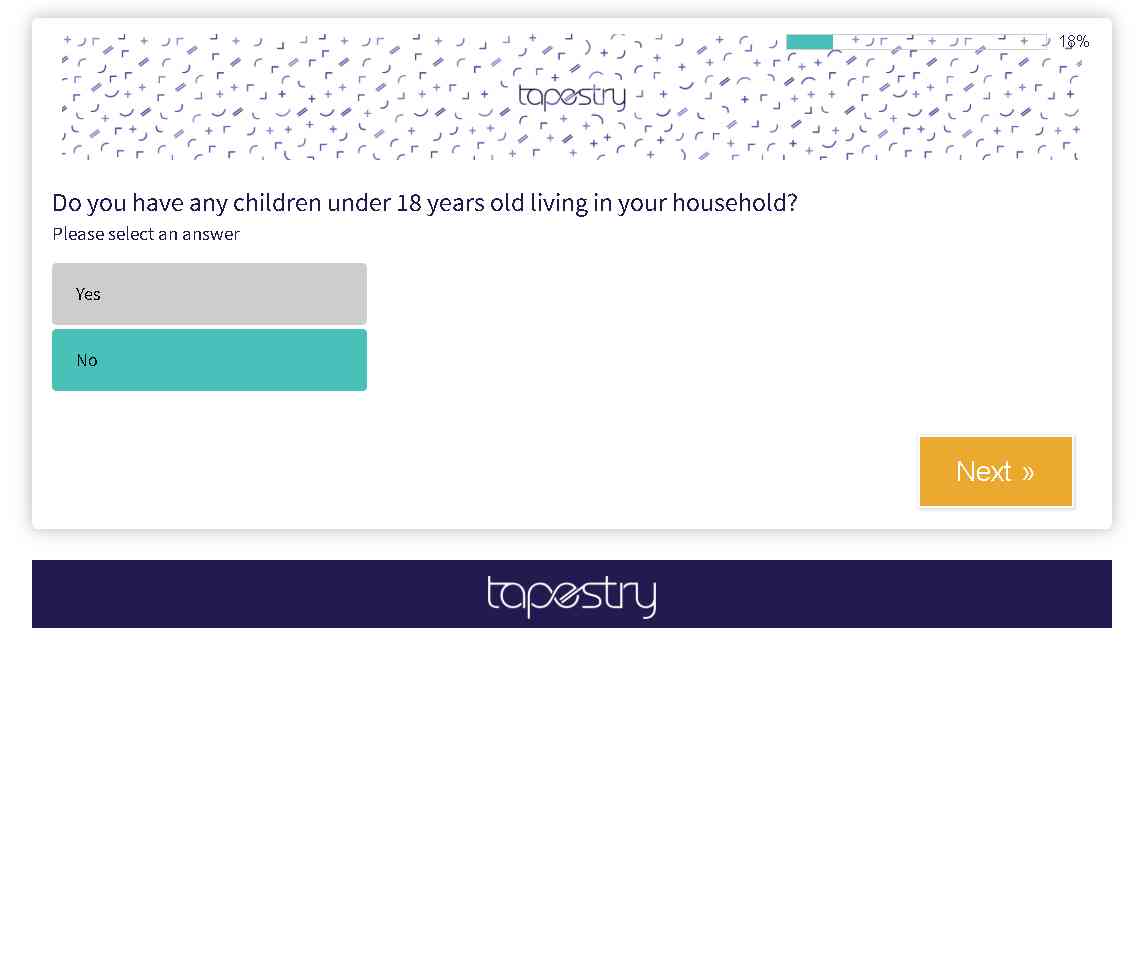 18%
tapestry
Do you have any children under 18 years old living in your household?
Please select an answer
Yes
No
Next »
tapestry